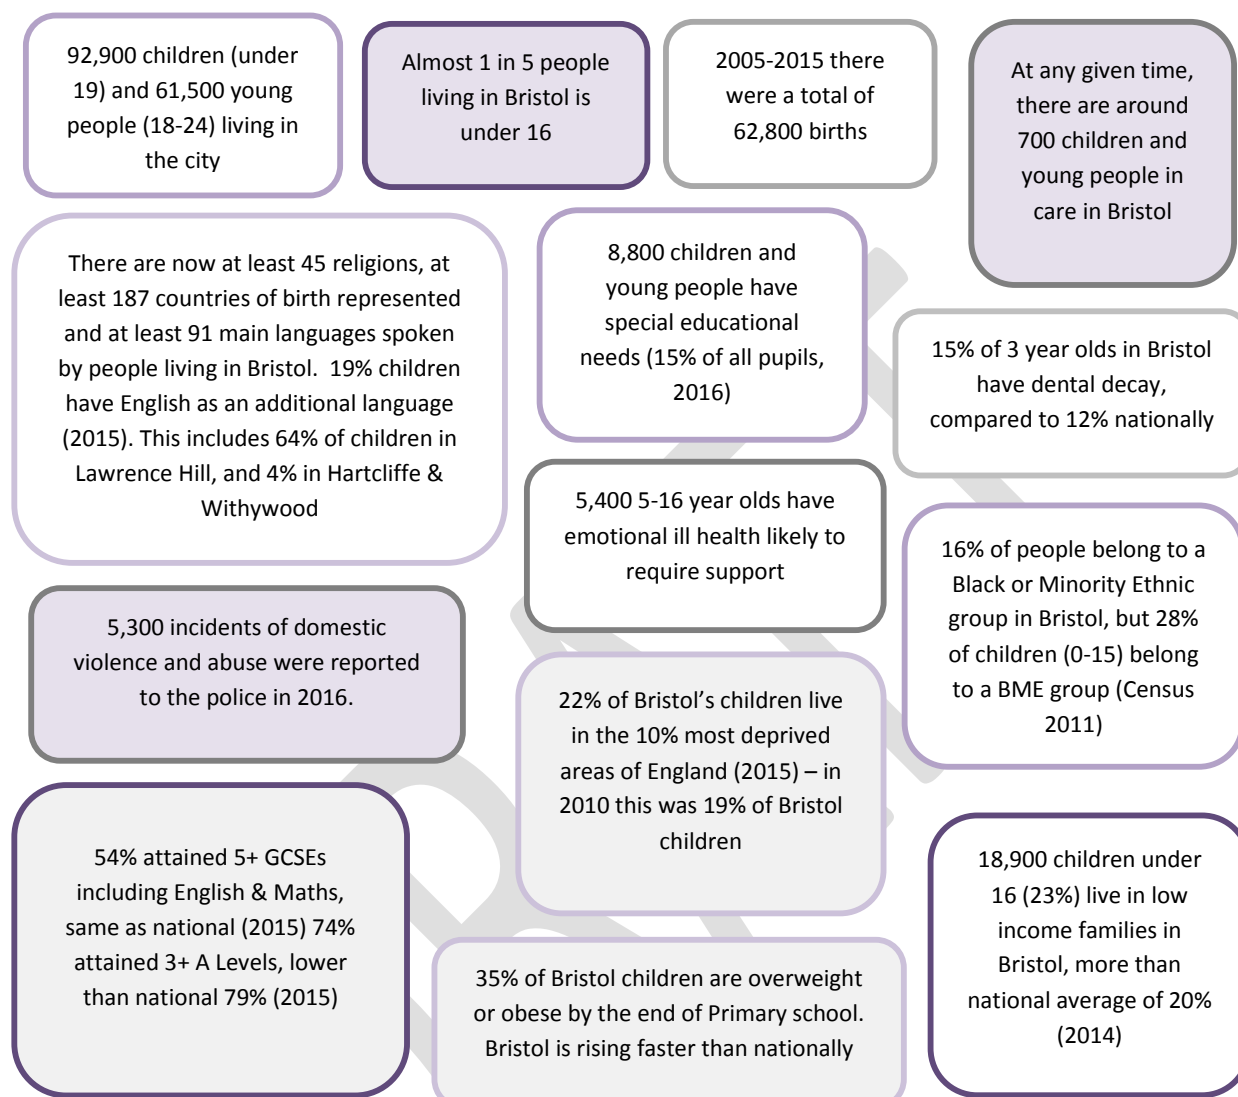 92,900 children (under
19) and 61,500 young
people (18-24) living in
the city
Almost 1 in 5 people
living in Bristol is
under 16
2005-2015 there
were a total of
62,800 births
At any given time,
there are around
700 children and
young people in
care in Bristol
There are now at least 45 religions, at
least 187 countries of birth represented
and at least 91 main languages spoken
by people living in Bristol.  19% children
have English as an additional language
(2015). This includes 64% of children in
Lawrence Hill, and 4% in Hartcliffe &
Withywood
8,800 children and
young people have
special educational
needs (15% of all pupils,
2016)
15% of 3 year olds in Bristol
have dental decay,
compared to 12% nationally
5,400 5-16 year olds have
emotional ill health likely to
require support
16% of people belong to a
Black or Minority Ethnic
group in Bristol, but 28%
of children (0-15) belong
to a BME group (Census
2011)
5,300 incidents of domestic
violence and abuse were reported
to the police in 2016.
22% of Bristol’s children live
in the 10% most deprived
areas of England (2015) – in
2010 this was 19% of Bristol
children
54% attained 5+ GCSEs
including English & Maths,
same as national (2015) 74%
attained 3+ A Levels, lower
than national 79% (2015)
18,900 children under
16 (23%) live in low
income families in
Bristol, more than
national average of 20%
(2014)
35% of Bristol children are overweight
or obese by the end of Primary school.
Bristol is rising faster than nationally